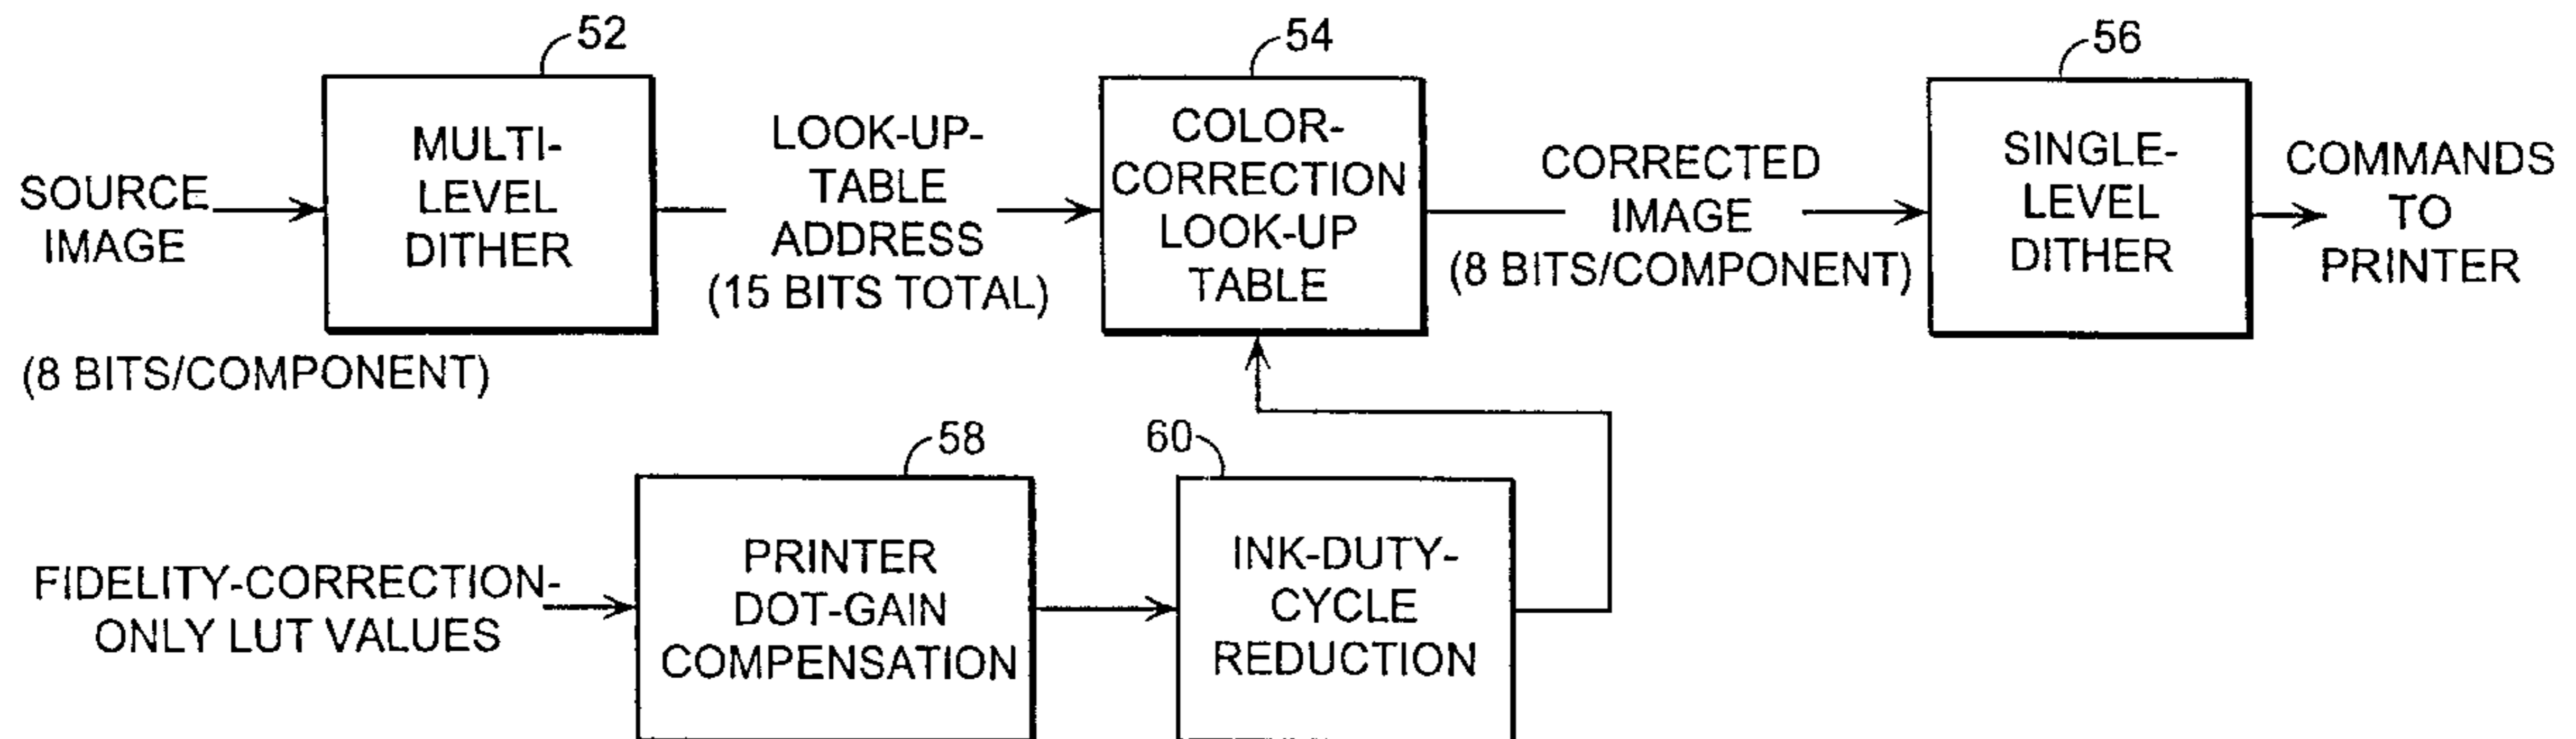 52
54
56
SOURCE
IMAGE
(8 BITS/COMPONENT)
MULTI-
LEVEL
DITHER
LOOK-UP-
TABLE
ADDRESS
(15 BITS TOTAL)
COLOR-
CORRECTION
LOOK-UP
TABLE
CORRECTED
IMAGE
(8 BITS/COMPONENT)
SINGLE-
LEVEL
DITHER
COMMANDS
TO
PRINTER
58
60
FIDELITY-CORRECTION-
ONLY LUT VALUES
PRINTER
DOT-GAIN
COMPENSATION
INK-DUTY-
CYCLE
REDUCTION